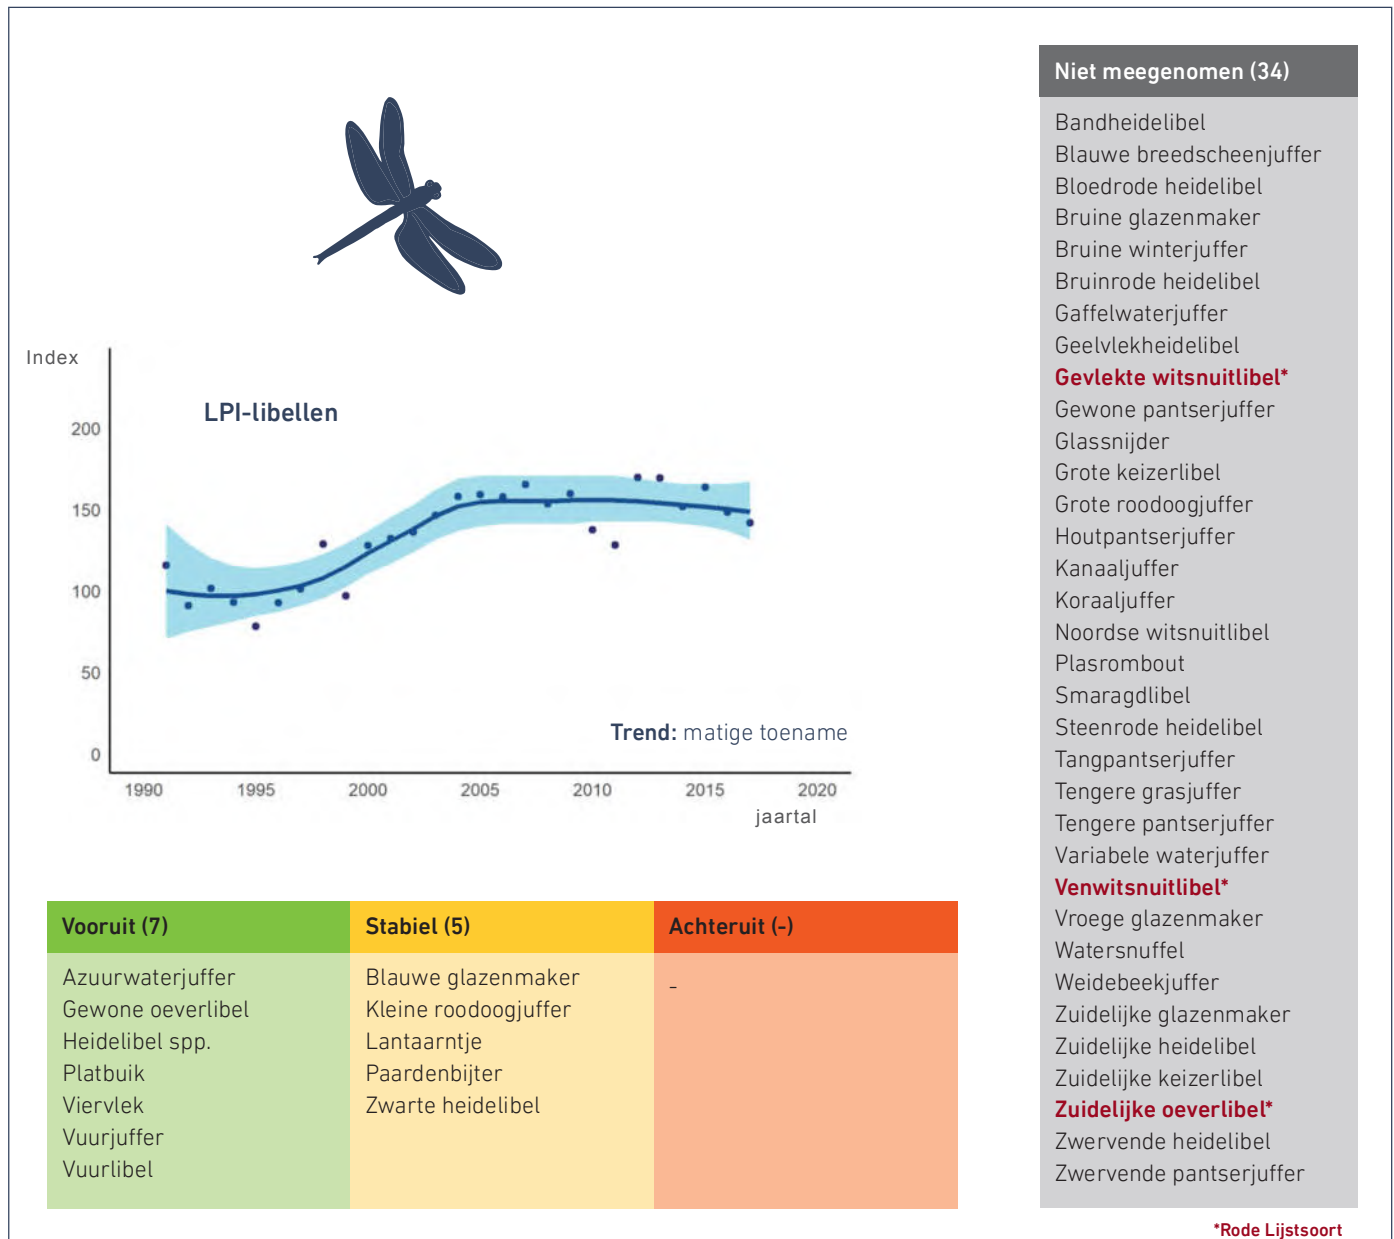 Index
LPI-libellen
200
150
100
50
0
Trend: matige toename
1990 1995 2000 2005 2010 2015 2020
jaartal
Vooruit (7)
Azuurwaterjuffer
Gewone oeverlibel
Heidelibel spp.
Platbuik
Viervlek
Vuurjuffer
Vuurlibel
Stabiel (5)
Blauwe glazenmaker
Kleine roodoogjuffer
Lantaarntje
Paardenbijter
Zwarte heidelibel
Achteruit (-)
-
Niet meegenomen (34)
Bandheidelibel
Blauwe breedscheenjuffer
Bloedrode heidelibel
Bruine glazenmaker
Bruine winterjuffer
Bruinrode heidelibel
Gaffelwaterjuffer
Geelvlekheidelibel
Gevlekte witsnuitlibel*
Gewone pantserjuffer
Glassnijder
Grote keizerlibel
Grote roodoogjuffer
Houtpantserjuffer
Kanaaljuffer
Koraaljuffer
Noordse witsnuitlibel
Plasrombout
Smaragdlibel
Steenrode heidelibel
Tangpantserjuffer
Tengere grasjuffer
Tengere pantserjuffer
Variabele waterjuffer
Venwitsnuitlibel*
Vroege glazenmaker
Watersnuffel
Weidebeekjuffer
Zuidelijke glazenmaker
Zuidelijke heidelibel
Zuidelijke keizerlibel
Zuidelijke oeverlibel*
Zwervende heidelibel
Zwervende pantserjuffer
*Rode Lijstsoort